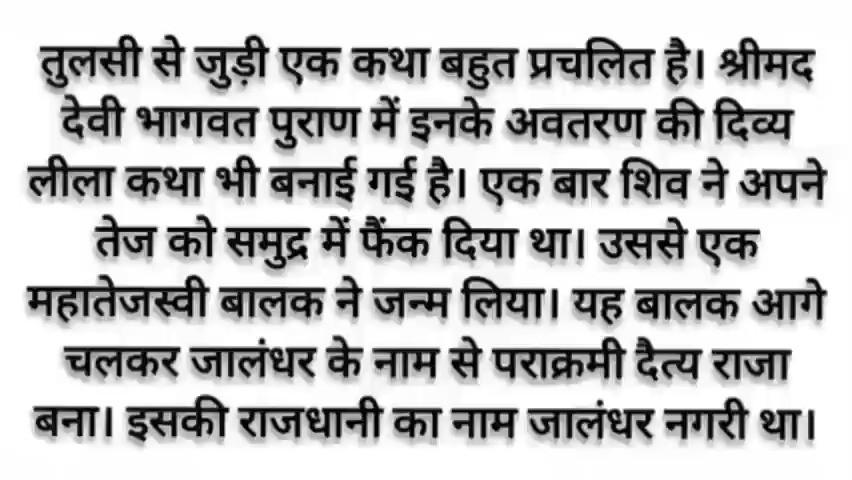 तुलसी से जुड़ी एक कथा बहुत प्रचलित है। श्रीमद
देवी भागवत पुराण में इनके अवतरण की दिव्य
लीला कथा भी बनाई गई है। एक बार शिव ने अपने
तेज को समुद्र में फैंक दिया था। उससे एक
महातेजस्वी बालक ने जन्म लिया। यह बालक आगे
चलकर जालंधर के नाम से पराक्रमी दैत्य राजा
बना। इसकी राजधानी का नाम जालंधर नगरी था।